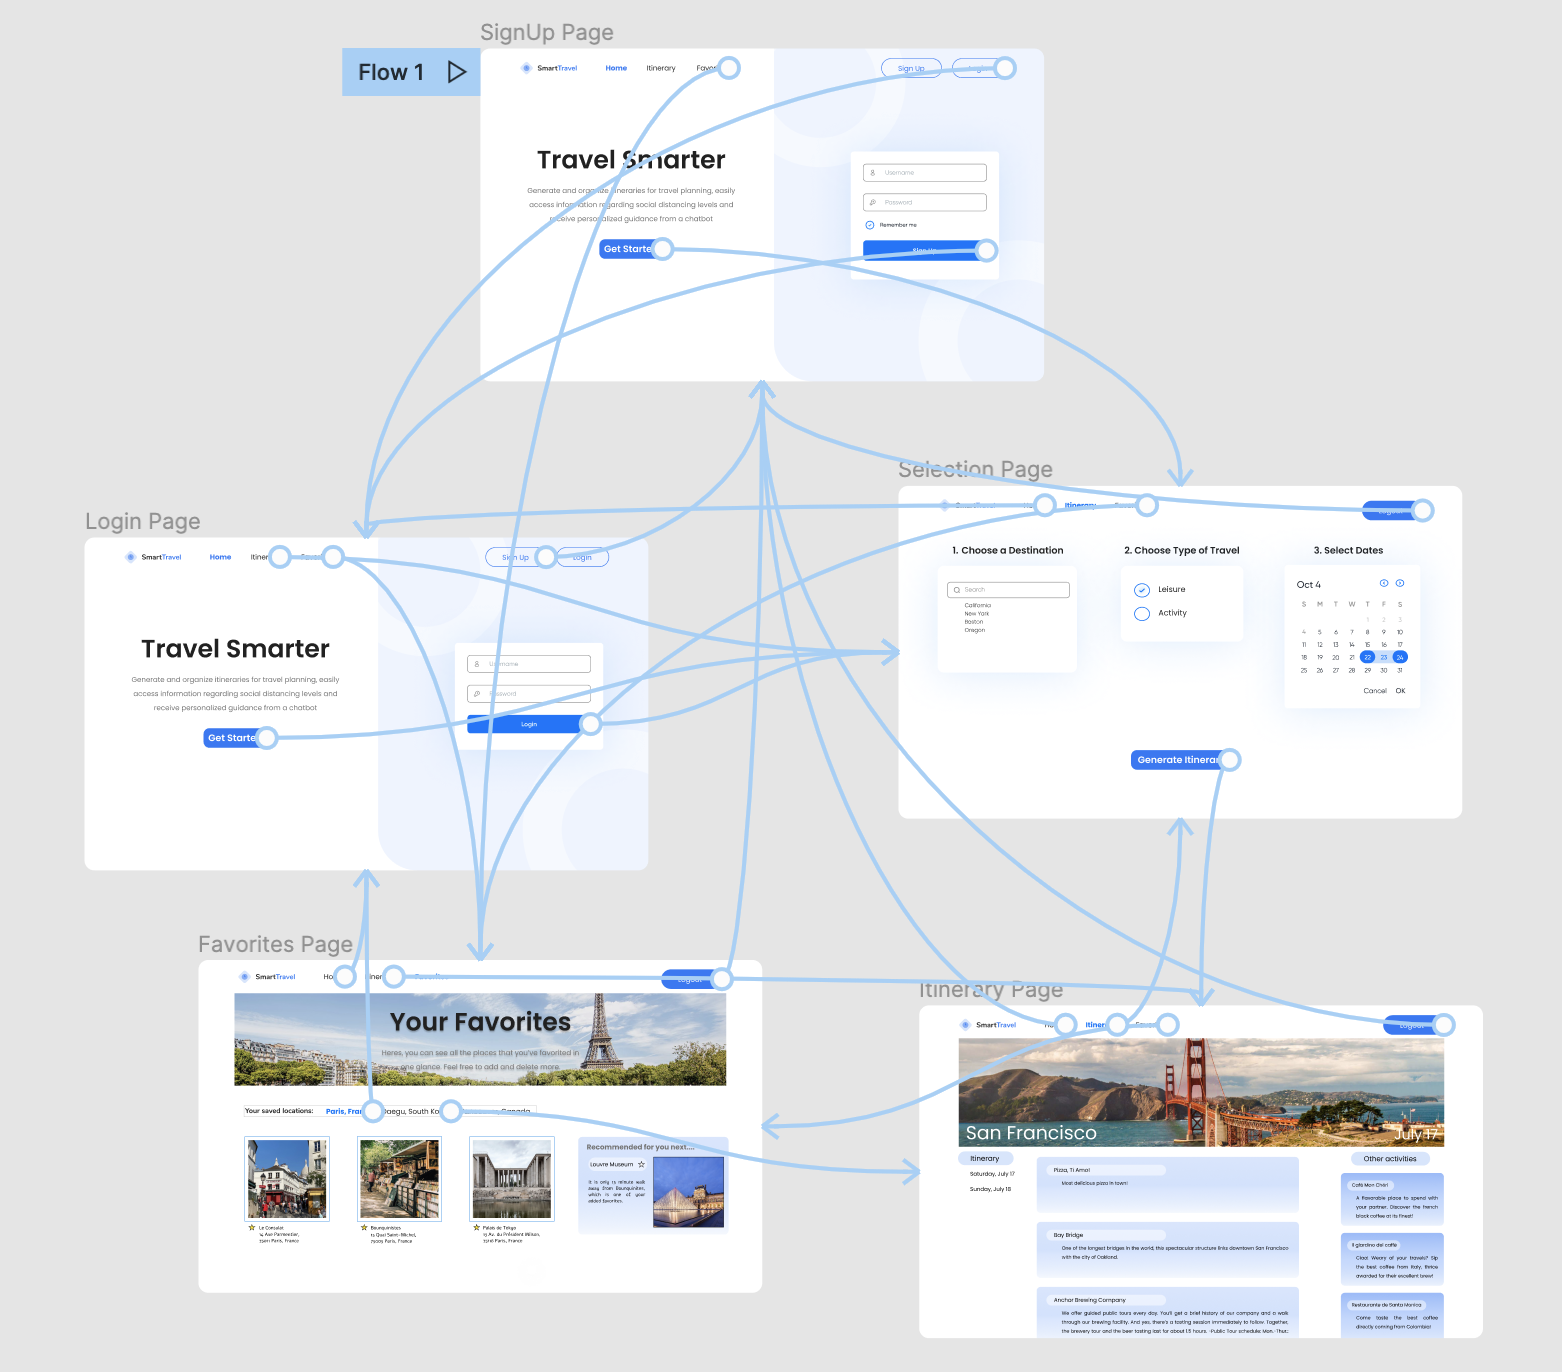 SignUp Page
Flow 1
SmartTravel
Home
Itinerary
Sign Up
Travel Smarter
Generate and organize itineraries for travel planning, easily
access information regarding social distancing levels and
receive personalized guidance from a chatbot
Get Starte
Username
Password
Remember me
Sign Up
Selection Page
Itinerary
1. Choose a Destination
Search
California
New York
Boston
Oregon
2. Choose Type of Travel
Leisure
Activity
3. Select Dates
Oct 4
S M T W T F S
1 2 3
4 5 6 7 8 9 10
11 12 13 14 15 16 17
18 19 20 21 22 23 24
25 26 27 28 29 30 31
Cancel OK
Generate Itinerar
Login Page
SmartTravel
Home
Itiner
Sign Up
Login
Travel Smarter
Generate and organize itineraries for travel planning, easily
access information regarding social distancing levels and
receive personalized guidance from a chatbot
Get Starte
Username
Password
Login
Favorites Page
SmartTravel
Ho
Logout
Your Favorites
Heres, you can see all the places that you've favorited in
one glance. Feel free to add and delete more.
Your saved locations:
Paris, Fran
Daegu, South Ko
Canada
Le Consulat
Paris, France
Bouquinistes
15 Quai Saint-Michel,
75005 Paris, France
Palais de Tokyo
13 Av. du Président Wilson,
75116 Paris, France
Recommended for you next....
Louvre Museum
It is only 15 minute walk
away from Bourquinites,
which is one of your
added favorites.
Itinerary Page
SmartTravel
Itiner
Logout
San Francisco
July 17
Itinerary
Saturday, July 17
Sunday, July 18
Pizza, Ti Amo!
Most delicious pizza in town!
Bay Bridge
One of the longest bridges in the world, this spectacular structure links downtown San Francisco
with the city of Oakland.
Anchor Brewing Company
We offer guided public tours every day. You'll get a brief history of our company and a walk
through our brewing facility. And yes, there's a tasting session immediately to follow. Together,
the brewery tour and the beer tasting last for about 1.5 hours. -Public Tour schedule: Mon.-Thur.:
Other activities
Café Mon Chéri
A flavorable place to spend with
your partner. Discover the french
black coffee at its finest!
Il giardino del caffè
Ciao! Weary of your travels? Sip
the best coffee from Italy, thrice
awarded for their excellent brew!
Restaurante de Santa Monica
Come taste the best coffee
directly coming from Colombia!